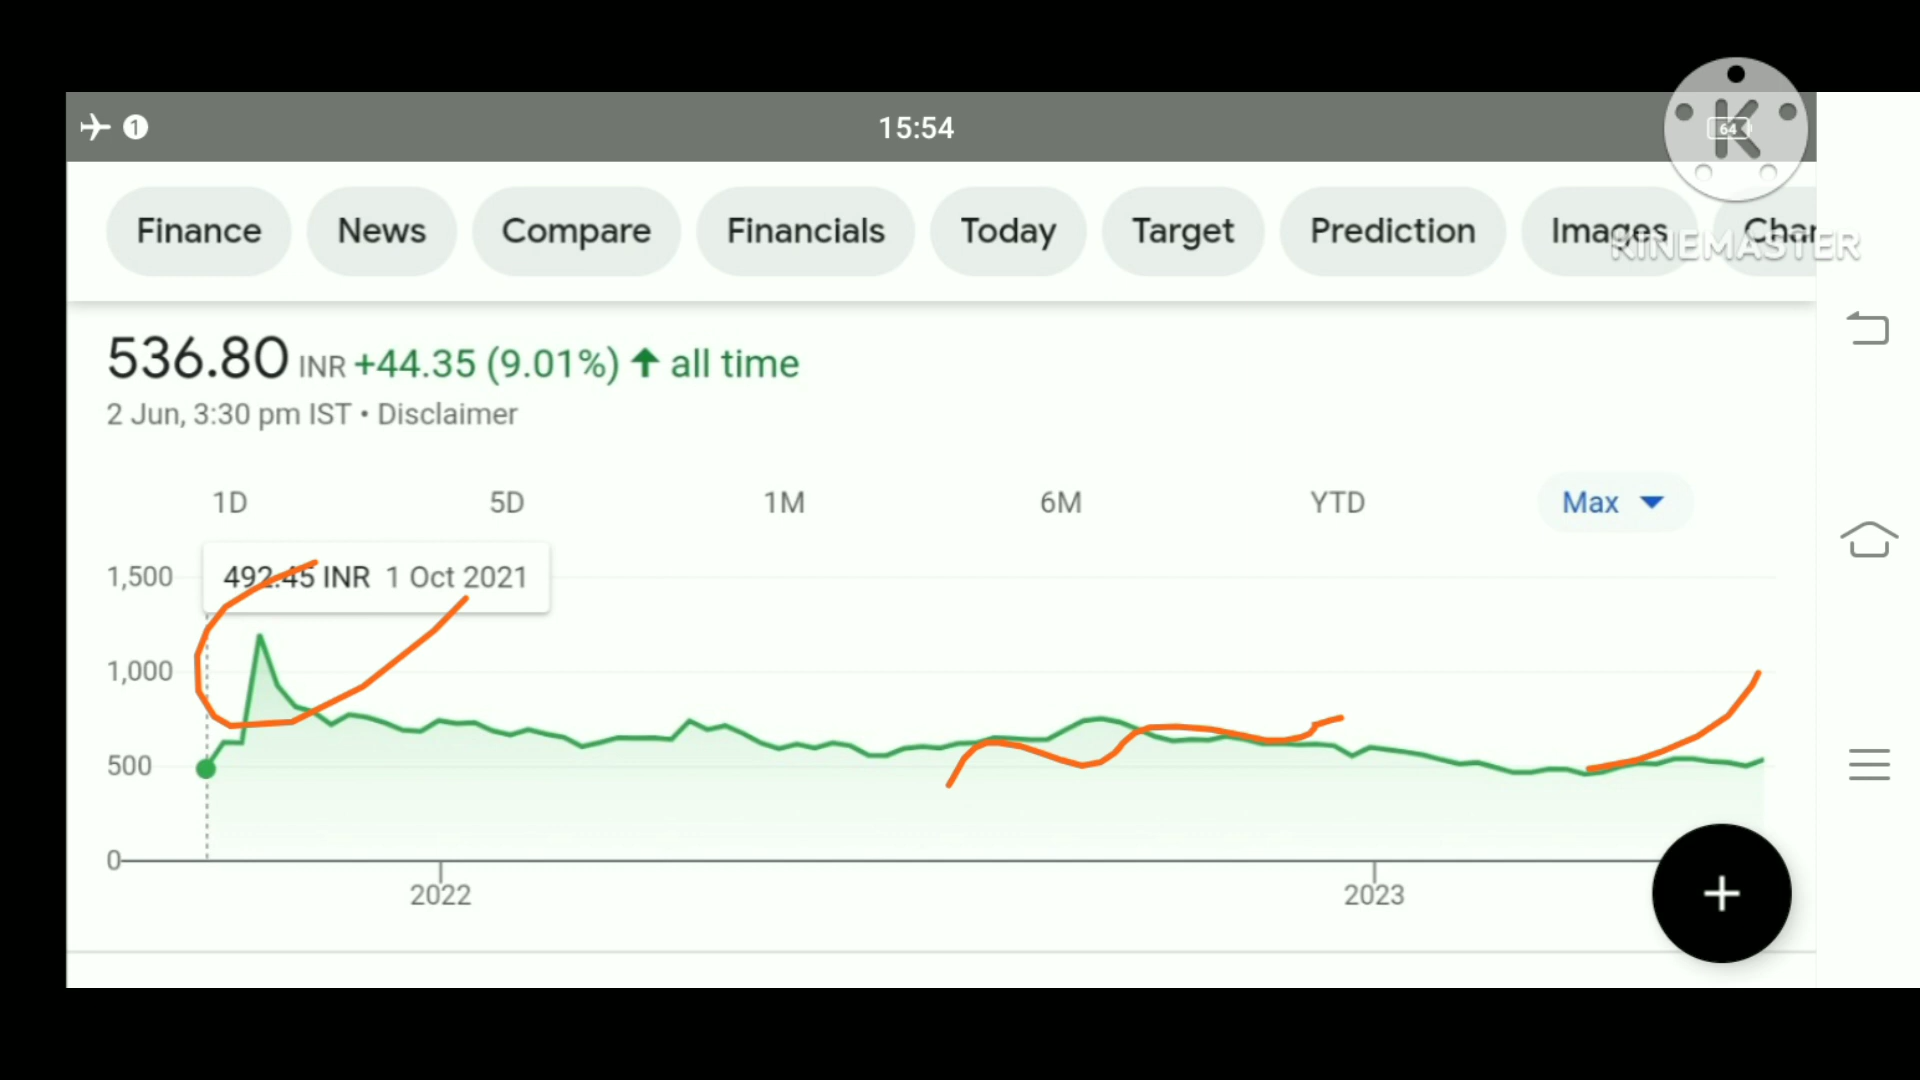 15:54
1
64
K
KINEMASTER
Finance News Compare Financials Today Target Prediction Images
536.80 INR +44.35 (9.01%) ↑ all time
2 Jun, 3:30 pm IST • Disclaimer
1D 5D 1M 6M YTD Max
492.45 INR 1 Oct 2021
1,500
1,000
500
0
2022 2023
+